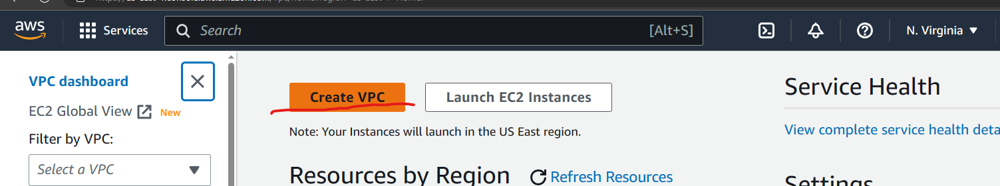 aws Services Search [Alt+S] N. Virginia
VPC dashboard
EC2 Global View New
Filter by VPC:
Select a VPC
Create VPC Launch EC2 Instances
Note: Your Instances will launch in the US East region.
Resources by Region Refresh Resources
Service Health
View complete service health deta
Settings